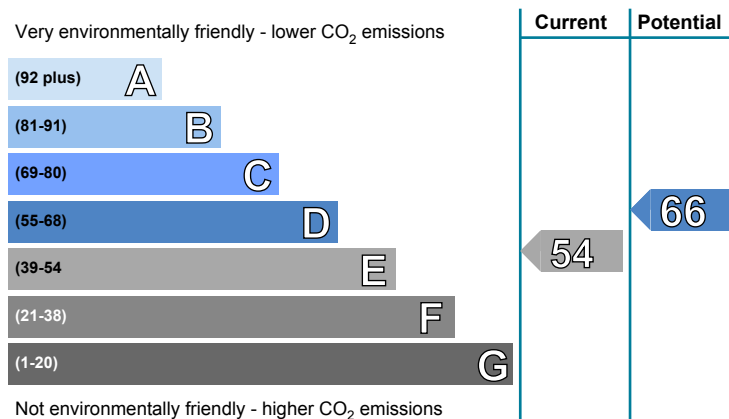 Current Potential
Very environmentally friendly - lower CO2 emissions
(92 plus) A
(81-91) B
(69-80) C
66
(55-68) D
54
(39-54 E
(21-38) F
(1-20) G
Not environmentally friendly - higher CO2 emissions